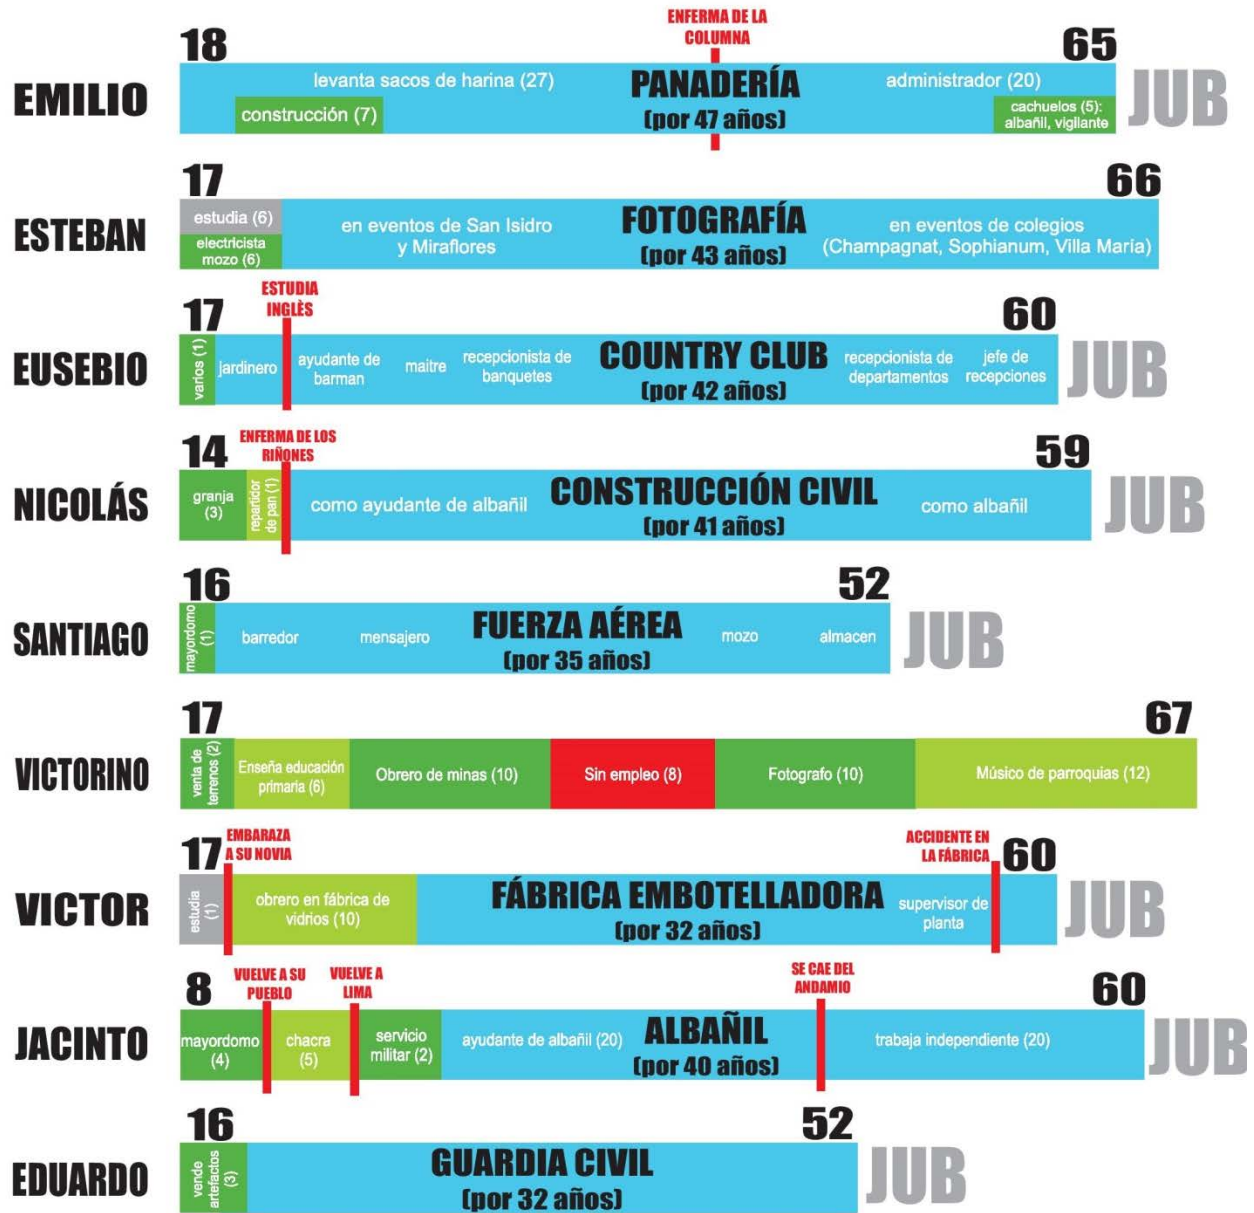 ENFERMA DE LA
COLUMNA
18
65
EMILIO
levanta sacos de harina (27)
PANADERÍA
(por 47 años)
administrador (20)
construcción (7)
cachuelos (5):
albañil, vigliante
JUB
17
66
ESTEBAN
estudia (6)
electricista
mozo (6)
en eventos de San Isidro
y Miraflores
FOTOGRAFÍA
(por 43 años)
en eventos de colegios
(Champagnat, Sophianum, Villa María)
ESTUDIA
INGLÈS
17
60
EUSEBIO
varios (1)
jardinero
ayudante de
barman
maitre
recepcionista de
banquetes
COUNTRY CLUB
(por 42 años)
recepcionista de
departamentos
jefe de
recepciones
JUB
ENFERMA DE LOS
RIÑONES
14
59
NICOLÁS
granja
(3)
repartidor
de pan (1)
como ayudante de albañil
CONSTRUCCIÓN CIVIL
(por 41 años)
como albañil
JUB
16
52
SANTIAGO
mayordomo
(1)
barredor
mensajero
FUERZA AÉREA
(por 35 años)
mozo
almacen
JUB
17
67
VICTORINO
venta de
terrenos (2)
Enseña educación
primaria (6)
Obrero de minas (10)
Sin empleo (8)
Fotografo (10)
Músico de parroquias (12)
EMBARAZA
A SU NOVIA
ACCIDENTE EN
LA FÁBRICA
17
60
VICTOR
estudia
(1)
obrero en fábrica de
vidrios (10)
FÁBRICA EMBOTELLADORA
(por 32 años)
supervisor de
planta
JUB
VUELVE A SU
PUEBLO
VUELVE A
LIMA
SE CAE DEL
ANDAMIO
8
60
JACINTO
mayordomo
(4)
chacra
(5)
servicio
militar (2)
ayudante de albañil (20)
ALBAÑIL
(por 40 años)
trabaja independiente (20)
JUB
16
52
EDUARDO
vende
artefactos
(3)
GUARDIA CIVIL
(por 32 años)
JUB